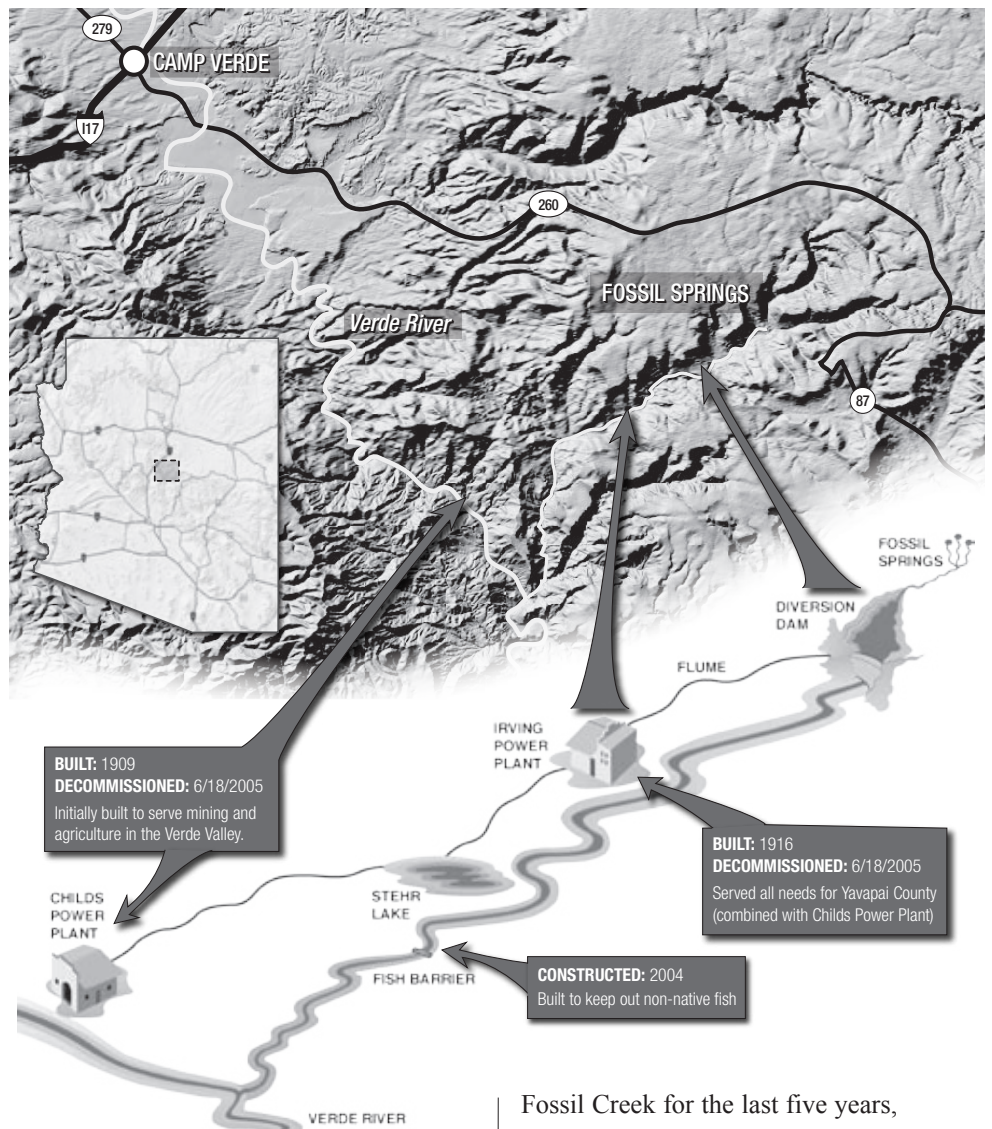 279
CAMP VERDE
I17
260
FOSSIL SPRINGS
Verde River
87
FOSSIL
SPRINGS
DIVERSION
DAM
FLUME
IRVING
POWER
PLANT
BUILT: 1909
DECOMMISSIONED: 6/18/2005
Initially built to serve mining and
agriculture in the Verde Valley.
BUILT: 1916
DECOMMISSIONED: 6/18/2005
Served all needs for Yavapai County
(combined with Childs Power Plant)
CHILDS
POWER
PLANT
STEHR
LAKE
FISH BARRIER
CONSTRUCTED: 2004
Built to keep out non-native fish
VERDE RIVER
Fossil Creek for the last five years,